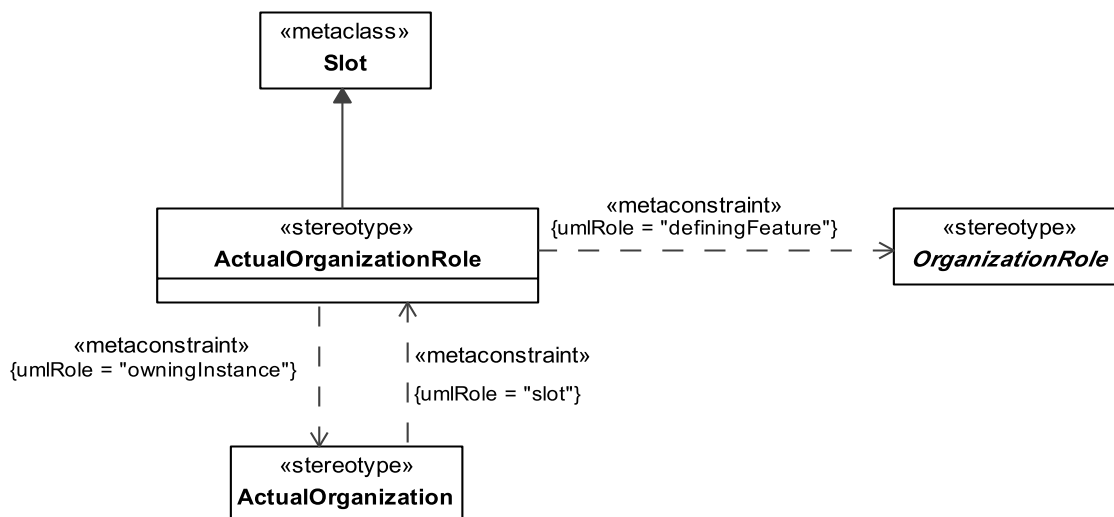 «metaclass»
Slot
«stereotype»
ActualOrganizationRole
«metaconstraint»
{umlRole = "definingFeature"}
«stereotype»
OrganizationRole
«metaconstraint»
{umlRole = "owningInstance"}
«metaconstraint»
{umlRole = "slot"}
«stereotype»
ActualOrganization